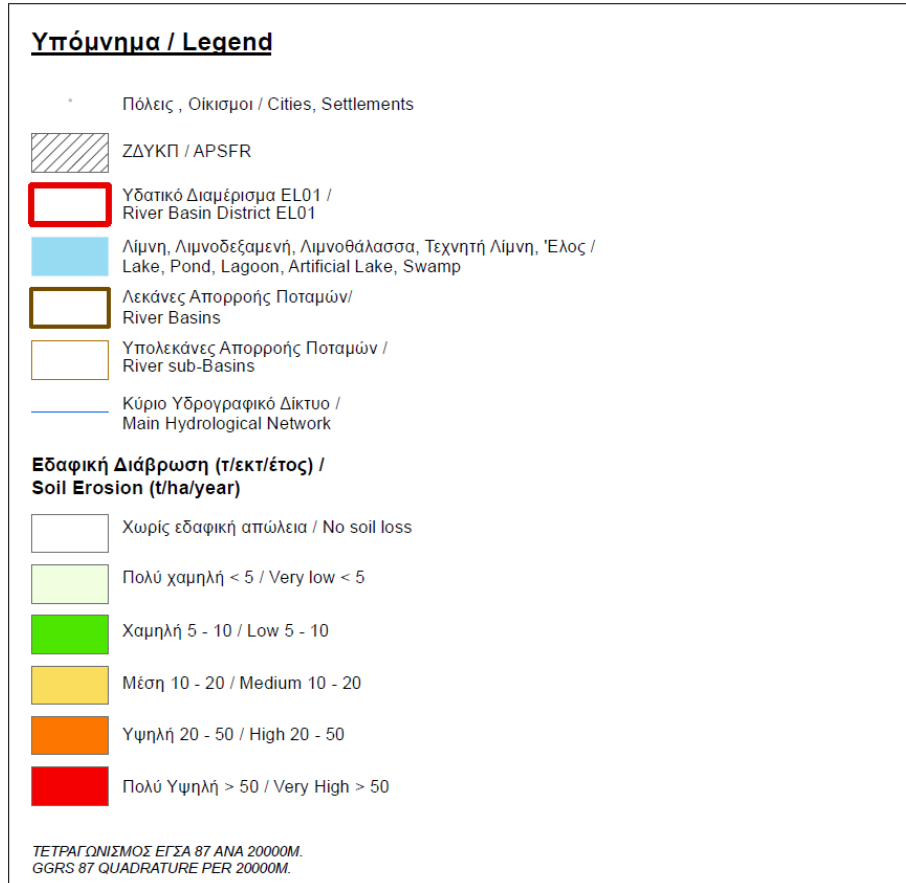 Υπόμνημα / Legend
Πόλεις , Οίκισμοι / Cities, Settlements
ΖΔΥΚΠ / APSFR
Υδατικό Διαμέρισμα EL01 /
River Basin District EL01
Λίμνη, Λιμνοδεξαμενή, Λιμνοθάλασσα, Τεχνητή Λίμνη, 'Έλος /
Lake, Pond, Lagoon, Artificial Lake, Swamp
Λεκάνες Απορροής Ποταμών/
River Basins
Υπολεκάνες Απορροής Ποταμών /
River sub-Basins
Κύριο Υδρογραφικό Δίκτυο /
Main Hydrological Network
Εδαφική Διάβρωση (τ/εκτ/έτος) /
Soil Erosion (t/ha/year)
Χωρίς εδαφική απώλεια / No soil loss
Πολύ χαμηλή < 5 / Very low < 5
Χαμηλή 5 - 10 / Low 5 - 10
Μέση 10 - 20 / Medium 10 - 20
Υψηλή 20 - 50 / High 20 - 50
Πολύ Υψηλή > 50 / Very High > 50
ΤΕΤΡΑΓΩΝΙΣΜΟΣ ΕΓΣΑ 87 ΑΝΑ 20000Μ.
GGRS 87 QUADRATURE PER 20000M.